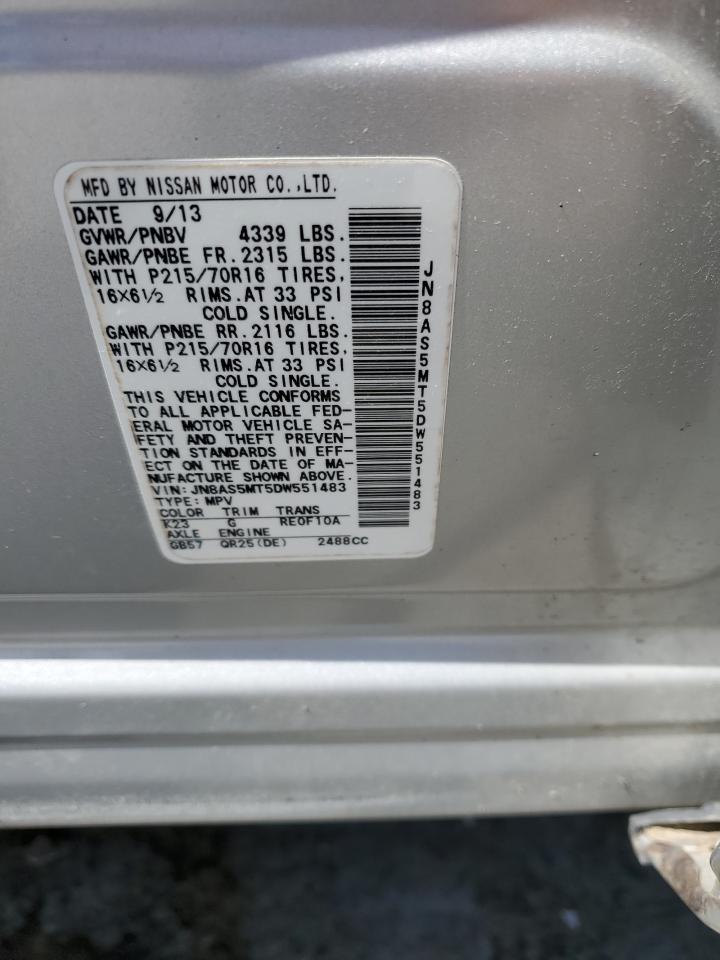 MFD BY NISSAN MOTOR CO.,LTD.
DATE 9/13
GVWR/PNBV 4339 LBS.
GAWR/PNBE FR. 2315 LBS.
WITH P215/70R16 TIRES,
16X6 1/2 RIMS. AT 33 PSI
COLD SINGLE.
GAWR/PNBE RR. 2116 LBS.
WITH P215/70R16 TIRES,
16X6 1/2 RIMS. AT 33 PSI
COLD SINGLE.
THIS VEHICLE CONFORMS
TO ALL APPLICABLE FED-
ERAL MOTOR VEHICLE SA-
FETY AND THEFT PREVEN-
TION STANDARDS IN EFF-
ECT ON THE DATE OF MA-
NUFACTURE SHOWN ABOVE.
VIN: JN8AS5MT5DW551483
TYPE: MPV
COLOR TRIM TRANS
K23 G RE0F10A
AXLE ENGINE
GB57 QR25(DE) 2488CC
JN8AS5MT5DW551483